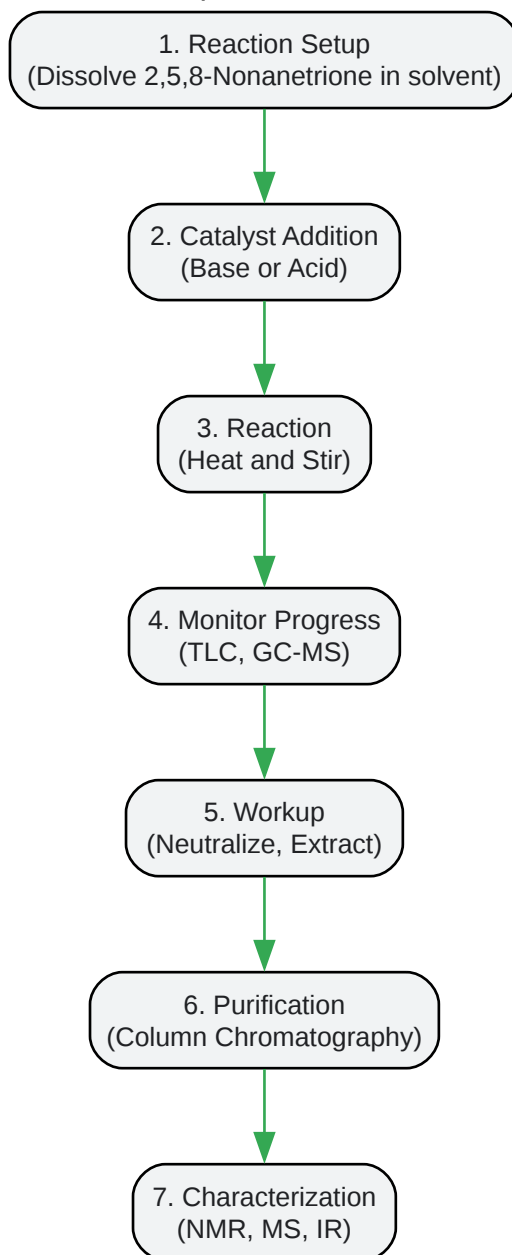 1. Reaction Setup
(Dissolve 2,5,8-Nonanetrione in solvent)
2. Catalyst Addition
(Base or Acid)
3. Reaction
(Heat and Stir)
4. Monitor Progress
(TLC, GC-MS)
5. Workup
(Neutralize, Extract)
6. Purification
(Column Chromatography)
7. Characterization
(NMR, MS, IR)